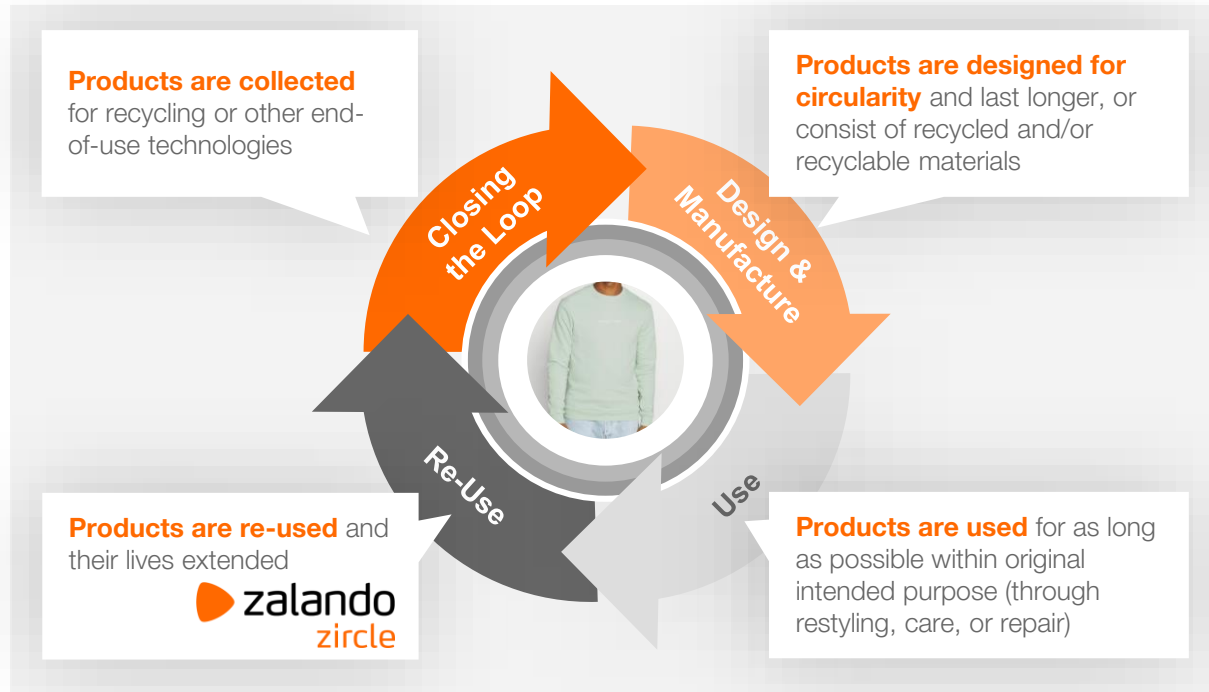 Products are collected
for recycling or other end-
of-use technologies
Products are designed for
circularity and last longer, or
consist of recycled and/or
recyclable materials
Closing
the Loop
Design &
Manufacture
Re-Use
Use
Products are re-used and
their lives extended
zalando
zircle
Products are used for as long
as possible within original
intended purpose (through
restyling, care, or repair)